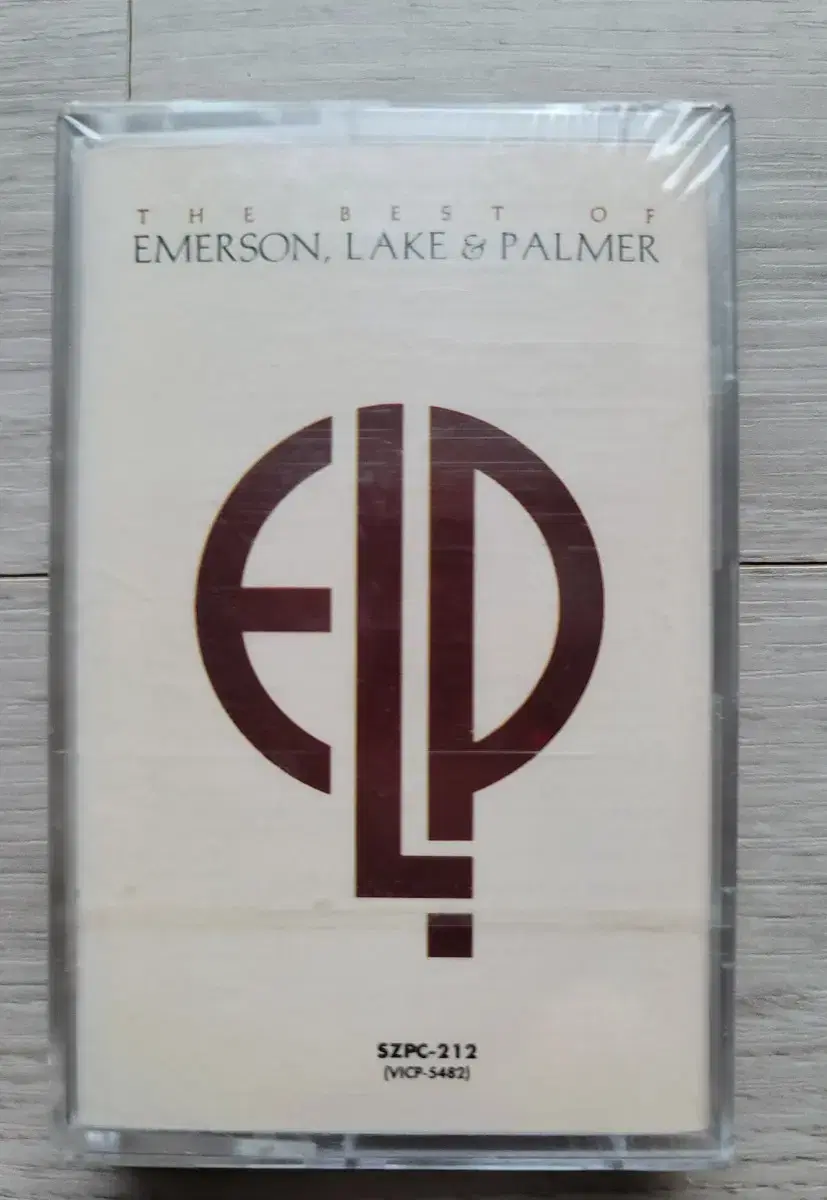 THE BEST OF
EMERSON, LAKE & PALMER
ELP
SZPC-212
(VICP-5482)